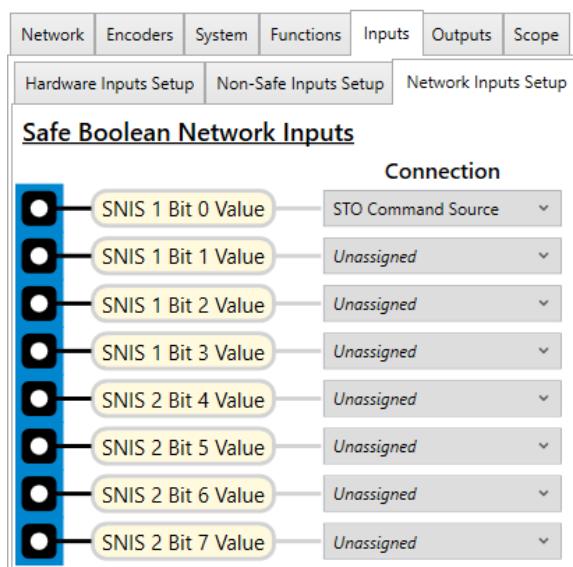 Network Encoders System Functions Inputs Outputs Scope
Hardware Inputs Setup Non-Safe Inputs Setup Network Inputs Setup
Safe Boolean Network Inputs
Connection
SNIS 1 Bit 0 Value STO Command Source
SNIS 1 Bit 1 Value Unassigned
SNIS 1 Bit 2 Value Unassigned
SNIS 1 Bit 3 Value Unassigned
SNIS 2 Bit 4 Value Unassigned
SNIS 2 Bit 5 Value Unassigned
SNIS 2 Bit 6 Value Unassigned
SNIS 2 Bit 7 Value Unassigned